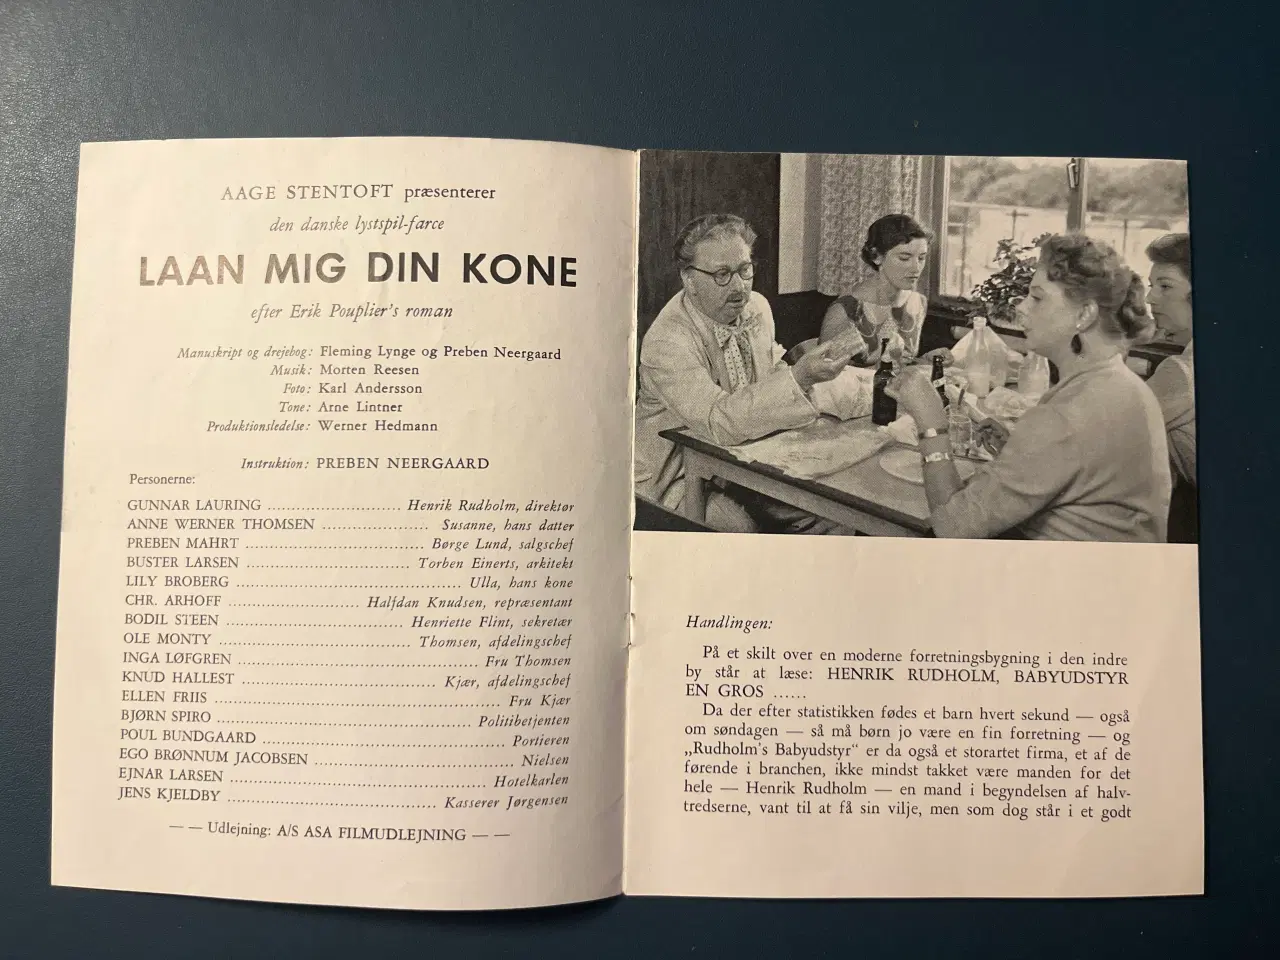 AAGE STENTOFT præsenterer
den danske lystspil-farce
LAAN MIG DIN KONE
efter Erik Pouplier's roman
Manuskript og drejebog: Fleming Lynge og Preben Neergaard
Musik: Morten Reesen
Foto: Karl Andersson
Tone: Arne Lintner
Produktionsledelse: Werner Hedmann
Instruktion: PREBEN NEERGAARD
Personerne:
GUNNAR LAURING ........................... Henrik Rudholm, direktør
ANNE WERNER THOMSEN ..................... Susanne, hans datter
PREBEN MAHRT .................................... Børge Lund, salgschef
BUSTER LARSEN ................................. Torben Einerts, arkitekt
LILY BROBERG ............................................. Ulla, hans kone
CHR. ARHOFF .......................... Halfdan Knudsen, repræsentant
BODIL STEEN .................................. Henriette Flint, sekretær
OLE MONTY ....................................... Thomsen, afdelingschef
INGA LØFGREN .................................................. Fru Thomsen
KNUD HALLEST .......................................... Kjær, afdelingschef
ELLEN FRIIS ........................................................... Fru Kjær
BJØRN SPIRO .................................................... Politibetjenten
POUL BUNDGAARD .................................................. Portieren
EGO BRØNNUM JACOBSEN ........................................ Nielsen
EJNAR LARSEN .................................................... Hotelkarlen
JENS KJELDBY .......................................... Kasserer Jørgensen
— — Udlejning: A/S ASA FILMUDLEJNING — —
Handlingen:
På et skilt over en moderne forretningsbygning i den indre
by står at læse: HENRIK RUDHOLM, BABYUDSTYR
EN GROS ......
Da der efter statistikken fødes et barn hvert sekund — også
om søndagen — så må børn jo være en fin forretning — og
„Rudholm's Babyudstyr“ er da også et storartet firma, et af de
førende i branchen, ikke mindst takket være manden for det
hele — Henrik Rudholm — en mand i begyndelsen af halv-
tredserne, vant til at få sin vilje, men som dog står i et godt